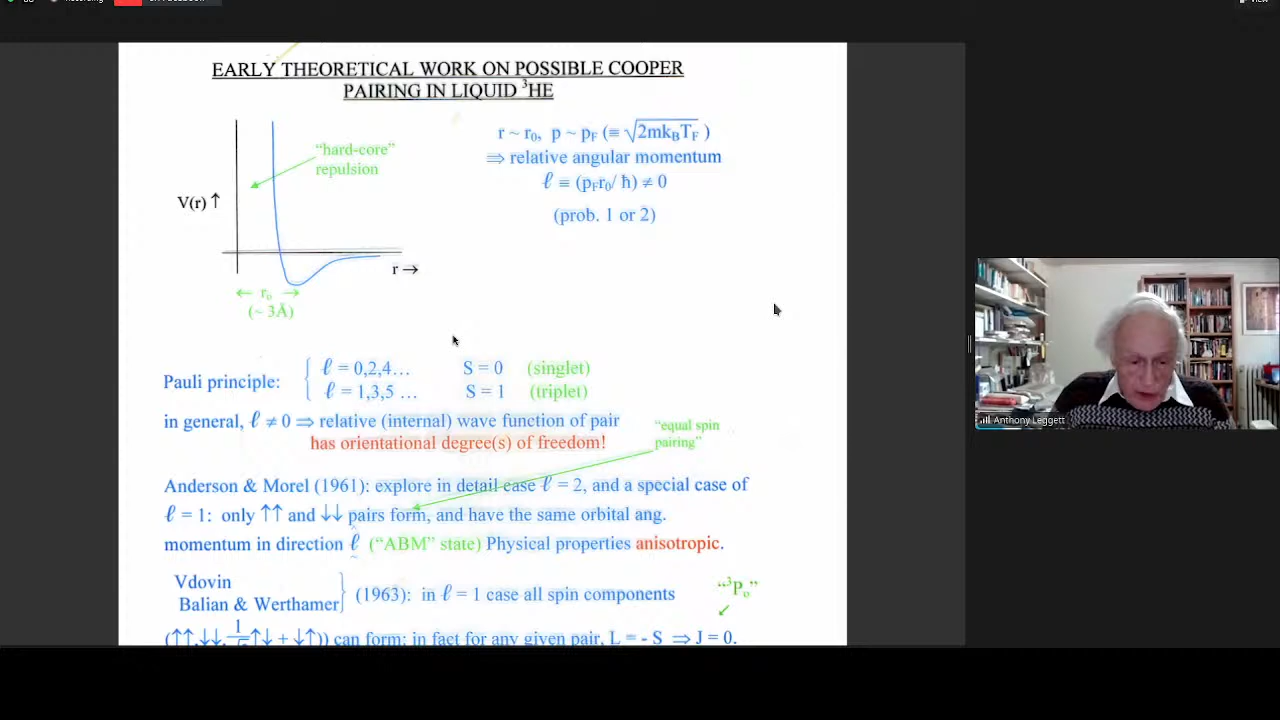 Recording
View
EARLY THEORETICAL WORK ON POSSIBLE COOPER
PAIRING IN LIQUID ³HE
"hard-core"
repulsion
V(r) ↑
r →
← r₀ →
(~ 3Å)
r ~ r₀, p ~ p_F (≡ √2mk_BT_F )
⇒ relative angular momentum
ℓ ≡ (p_Fr₀/ ħ) ≠ 0
(prob. 1 or 2)
Pauli principle: { ℓ = 0,2,4… S = 0 (singlet)
ℓ = 1,3,5 … S = 1 (triplet)
in general, ℓ ≠ 0 ⇒ relative (internal) wave function of pair
has orientational degree(s) of freedom!
"equal spin
pairing"
Anderson & Morel (1961): explore in detail case ℓ = 2, and a special case of
ℓ = 1: only ↑↑ and ↓↓ pairs form, and have the same orbital ang.
momentum in direction ℓ̂ ("ABM" state) Physical properties anisotropic.
Vdovin
Balian & Werthamer} (1963): in ℓ = 1 case all spin components
"³P₀"
(↑↑,↓↓, 1 ↑↓ + ↓↑)) can form: in fact for any given pair, L = - S ⇒ J = 0.
Anthony Leggett